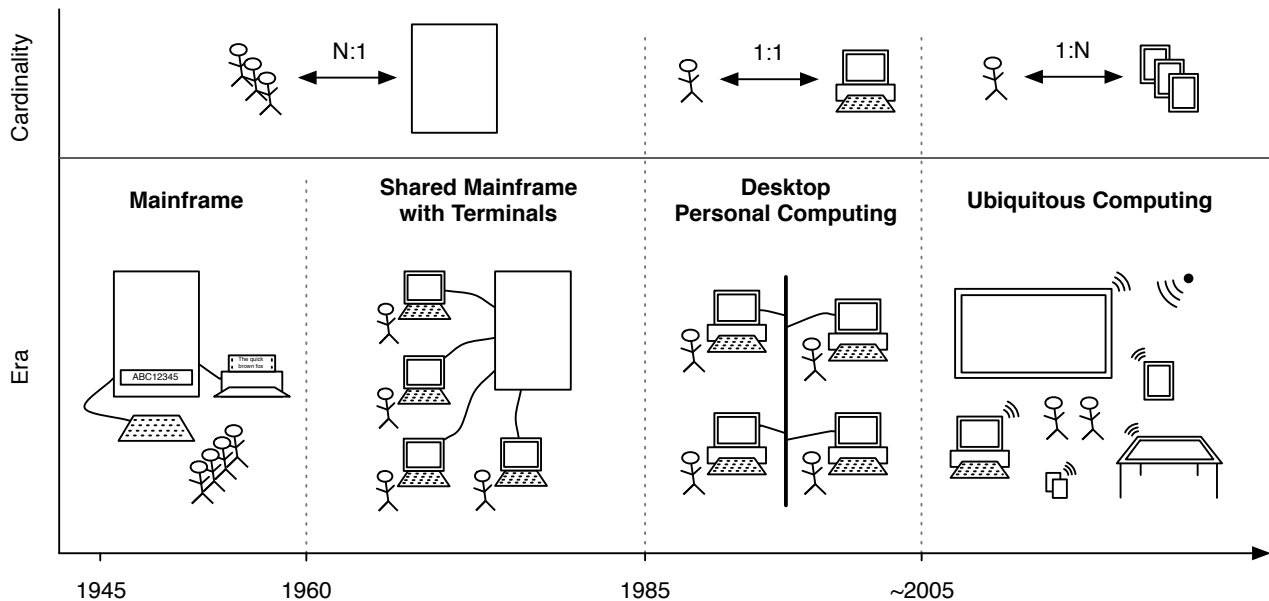 Cardinality
N:1
1:1
1:N
Era
Mainframe
Shared Mainframe
with Terminals
Desktop
Personal Computing
Ubiquitous Computing
ABC12345
The quick
brown fox
1945
1960
1985
~2005